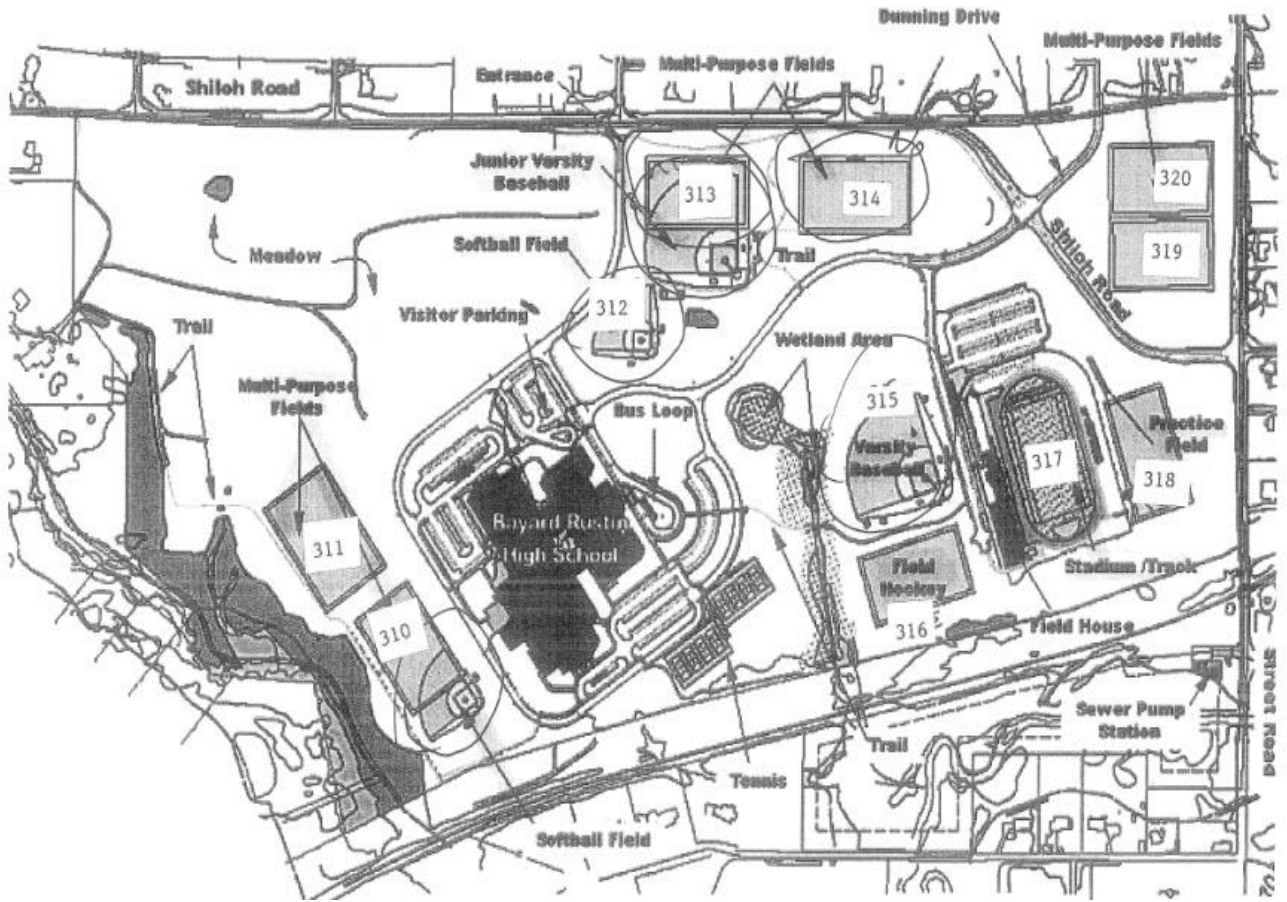 Dunning Drive
Multi-Purpose Fields
Multi-Purpose Fields
Entrance
Shiloh Road
Junior Varsity
Baseball
313
314
320
319
Softball Field
Trail
Shiloh Road
Meadow
312
Visitor Parking
Trail
Wetland Area
Multi-Purpose
Fields
Bus Loop
315
Practice
Field
Varsity
Baseball
317
318
311
Bayard Rustin
High School
Field
Hockey
Stadium/Track
310
316
Field House
Street Road
Sewer Pump
Station
Trail
Tennis
Softball Field